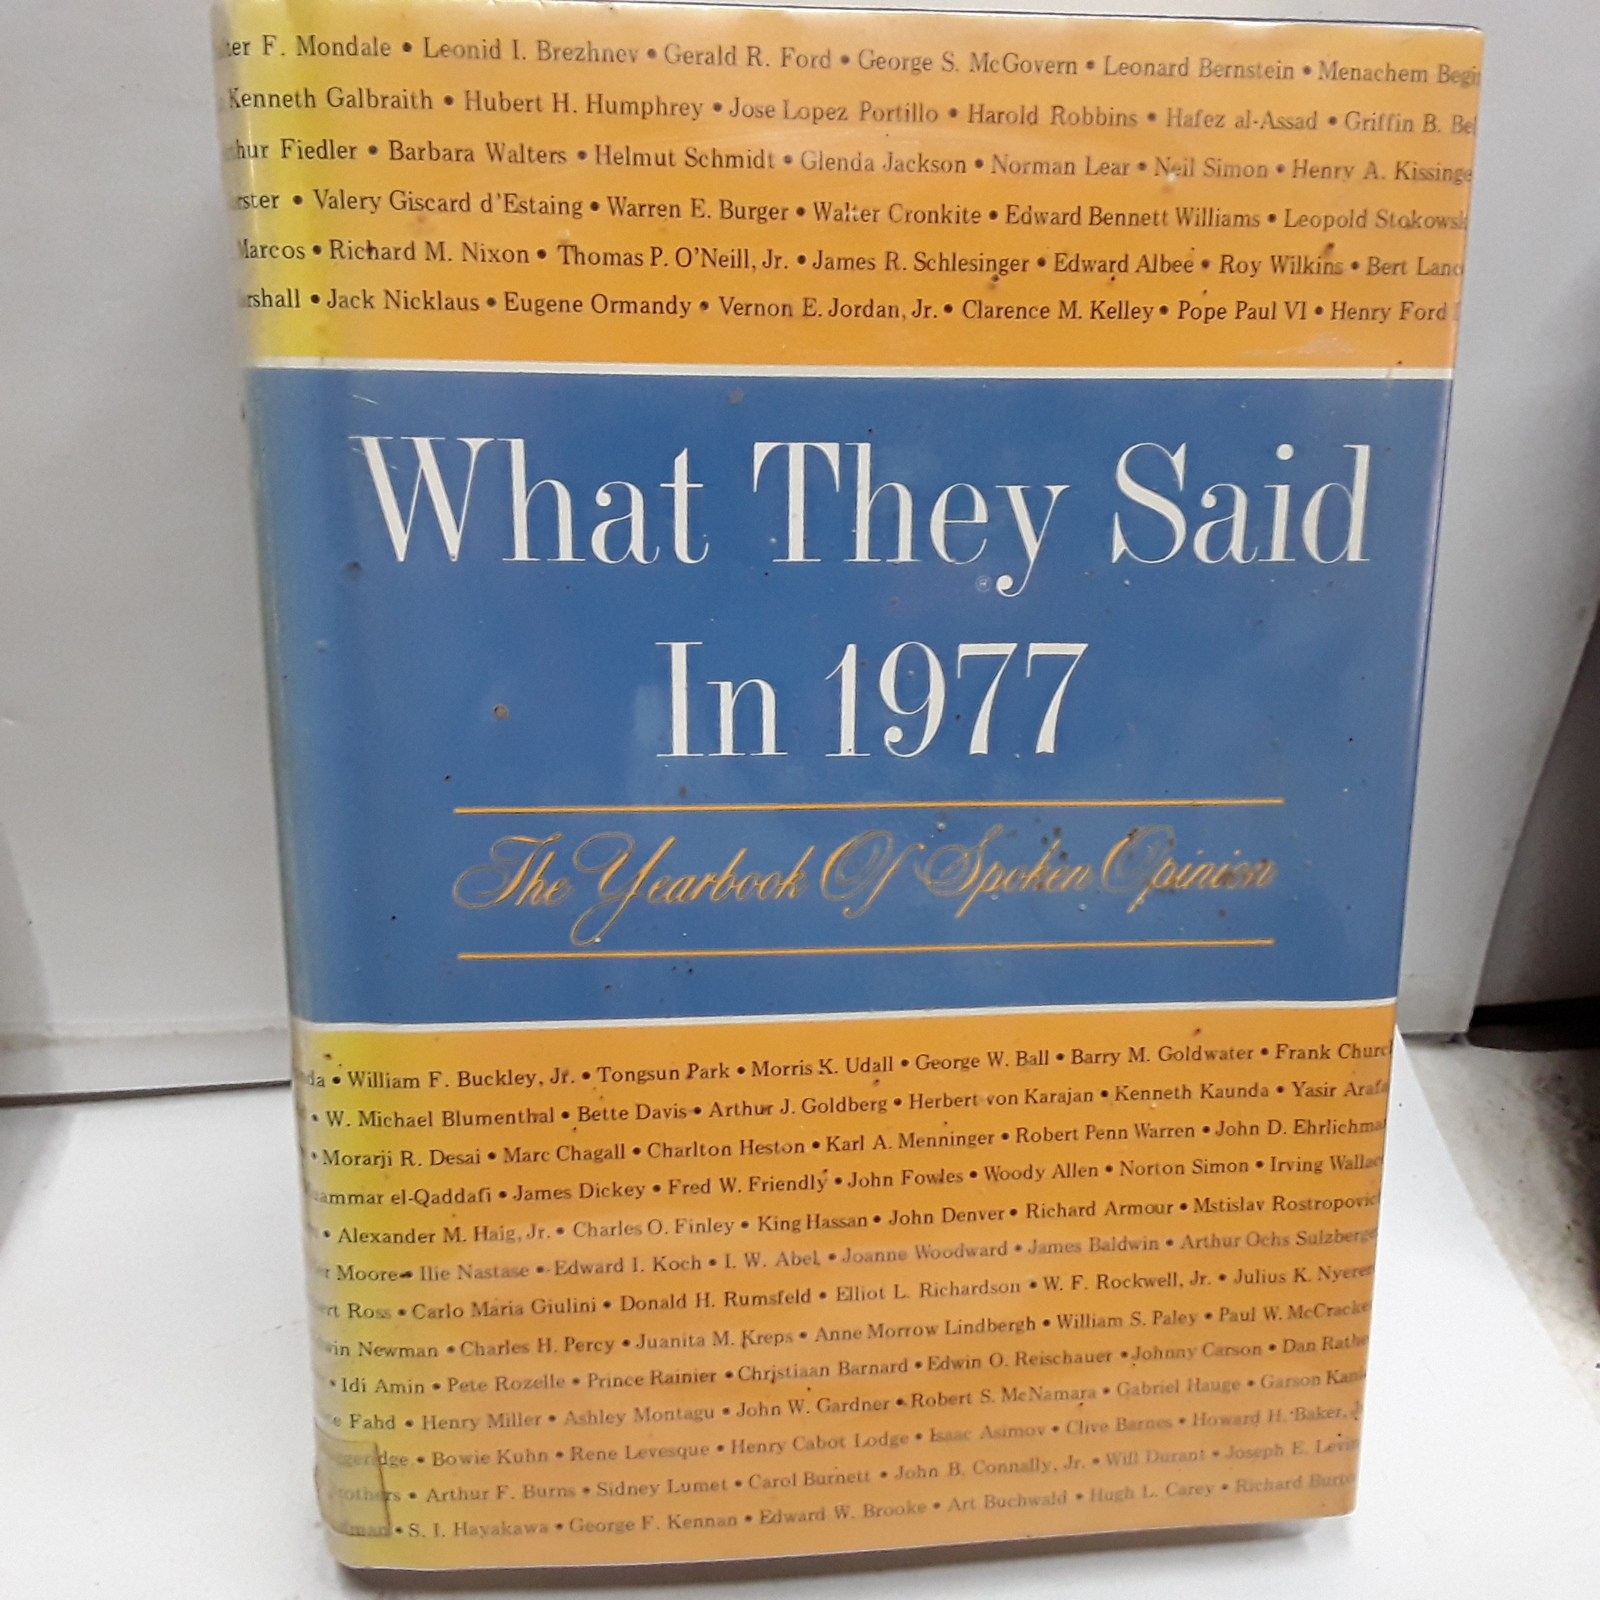 F. Mondale • Leonid I. Brezhnev • Gerald R. Ford • George S. McGovern • Leonard Bernstein • Menachem
Kenneth Galbraith • Hubert H. Humphrey • Jose Lopez Portillo • Harold Robbins • Hafez al-Assad • Griffin B.
Fiedler • Barbara Walters • Helmut Schmidt • Glenda Jackson • Norman Lear • Neil Simon • Henry A.
• Valery Giscard d'Estaing • Warren E. Burger • Walter Cronkite • Edward Bennett Williams • Leopold
Marcos • Richard M. Nixon • Thomas P. O'Neill, Jr. • James R. Schlesinger • Edward Albee • Roy Wilkins • Bert
• Jack Nicklaus • Eugene Ormandy • Vernon E. Jordan, Jr. • Clarence M. Kelley • Pope Paul VI • Henry Ford
What They Said
®
In 1977
The Yearbook Of Spoken Opinion
• William F. Buckley, Jr. • Tongsun Park • Morris K. Udall • George W. Ball • Barry M. Goldwater • Frank
• W. Michael Blumenthal • Bette Davis • Arthur J. Goldberg • Herbert von Karajan • Kenneth Kaunda • Yasir
• Morarji R. Desai • Marc Chagall • Charlton Heston • Karl A. Menninger • Robert Penn Warren • John D.
el-Qaddafi • James Dickey • Fred W. Friendly • John Fowles • Woody Allen • Norton Simon • Irving
• Alexander M. Haig, Jr. • Charles O. Finley • King Hassan • John Denver • Richard Armour • Mstislav
Moore • Ilie Nastase • Edward I. Koch • I. W. Abel • Joanne Woodward • James Baldwin • Arthur Ochs
Ross • Carlo Maria Giulini • Donald H. Rumsfeld • Elliot L. Richardson • W. F. Rockwell, Jr. • Julius K.
Newman • Charles H. Percy • Juanita M. Kreps • Anne Morrow Lindbergh • William S. Paley • Paul W.
• Idi Amin • Pete Rozelle • Prince Rainier • Christiaan Barnard • Edwin O. Reischauer • Johnny Carson • Dan
Fahd • Henry Miller • Ashley Montagu • John W. Gardner • Robert S. McNamara • Gabriel Hauge • Garson
• Bowie Kuhn • Rene Levesque • Henry Cabot Lodge • Isaac Asimov • Clive Barnes • Howard H. Baker,
• Arthur F. Burns • Sidney Lumet • Carol Burnett • John B. Connally, Jr. • Will Durant • Joseph E.
• S. I. Hayakawa • George F. Kennan • Edward W. Brooke • Art Buchwald • Hugh L. Carey • Richard